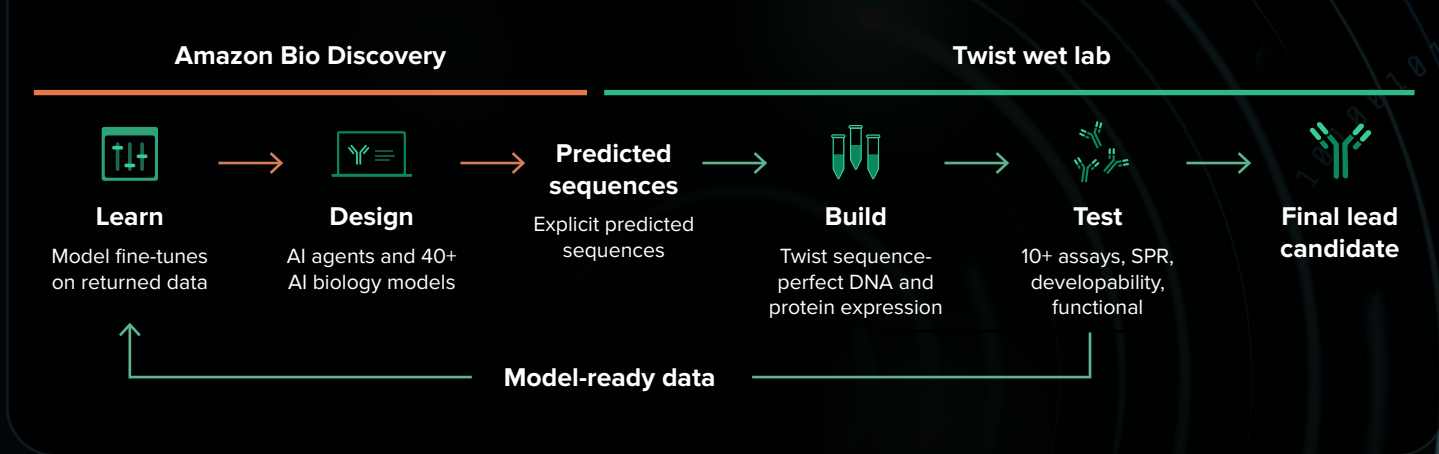 Amazon Bio Discovery
Twist wet lab
Learn
Model fine-tunes
on returned data
Design
AI agents and 40+
AI biology models
Predicted
sequences
Explicit predicted
sequences
Build
Twist sequence-
perfect DNA and
protein expression
Test
10+ assays, SPR,
developability,
functional
Final lead
candidate
Model-ready data